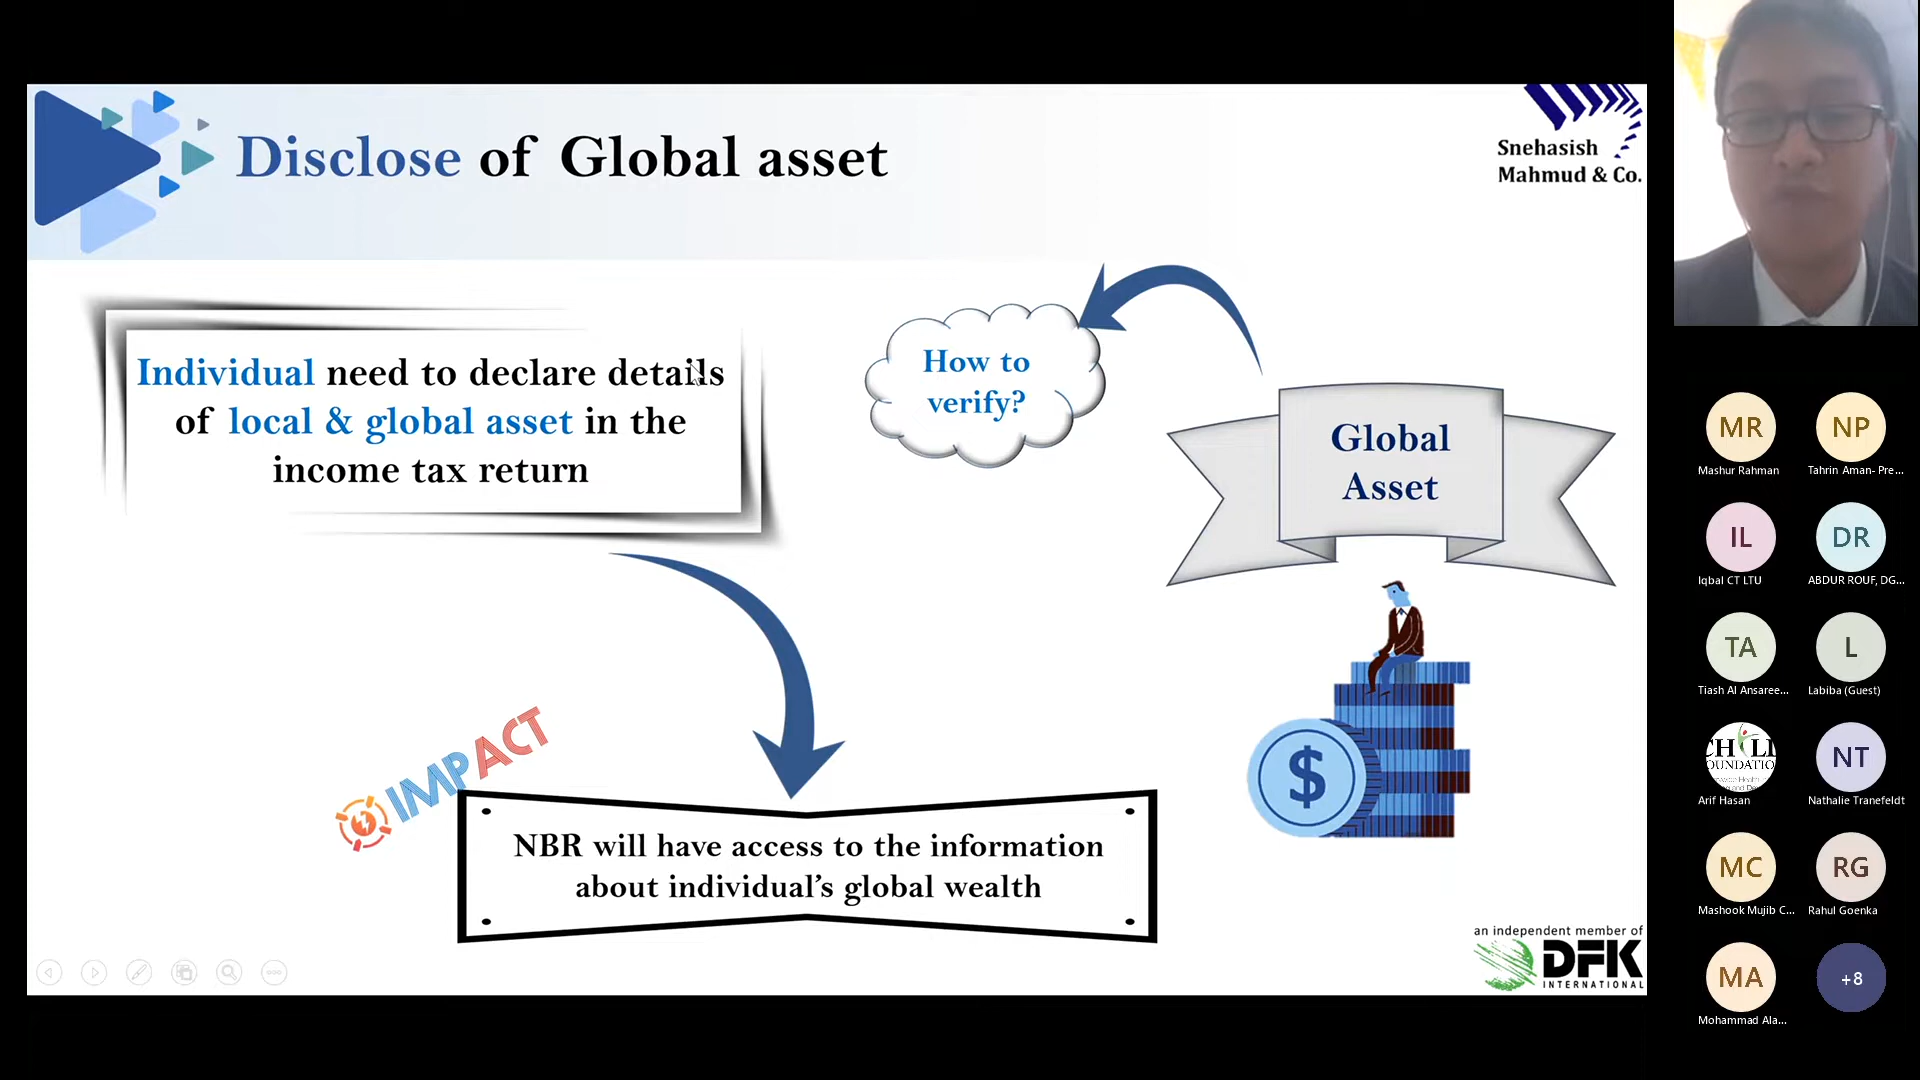 Disclose of Global asset
Snehasish
Mahmud & Co.
Individual need to declare details
of local & global asset in the
income tax return
How to
verify?
Global
Asset
$
IMPACT
NBR will have access to the information
about individual’s global wealth
an independent member of
DFK
INTERNATIONAL
MR
Mashur Rahman
NP
Tahrin Aman- Pre...
IL
Iqbal CT LTU
DR
ABDUR ROUF, DG...
TA
Tiash Al Ansaree...
L
Labiba (Guest)
Arif Hasan
NT
Nathalie Tranefeldt
MC
Mashook Mujib C...
RG
Rahul Goenka
MA
Mohammad Ala...
+8